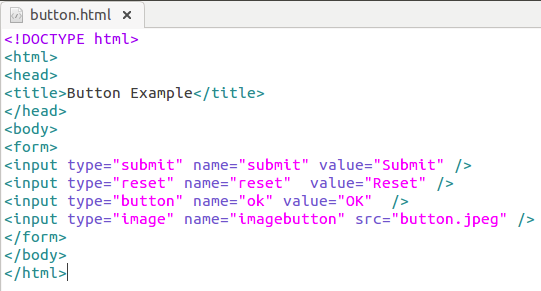 button.html
<!DOCTYPE html>
<html>
<head>
<title>Button Example</title>
</head>
<body>
<form>
<input type="submit" name="submit" value="Submit" />
<input type="reset" name="reset"  value="Reset" />
<input type="button" name="ok" value="OK"  />
<input type="image" name="imagebutton" src="button.jpeg" />
</form>
</body>
</html>